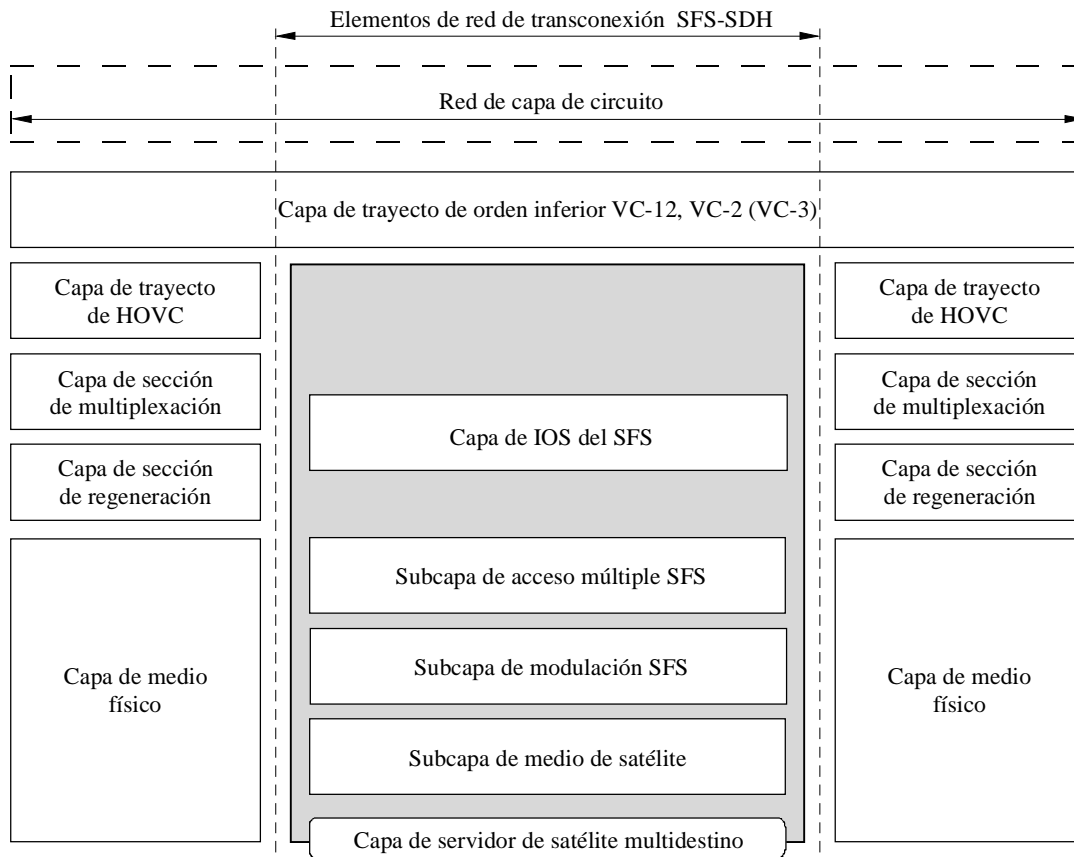 Elementos de red de transconexión SFS-SDH
Red de capa de circuito
Capa de trayecto de orden inferior VC-12, VC-2 (VC-3)
Capa de trayecto
de HOVC
Capa de sección
de multiplexación
Capa de sección
de regeneración
Capa de medio
físico
Capa de IOS del SFS
Subcapa de acceso múltiple SFS
Subcapa de modulación SFS
Subcapa de medio de satélite
Capa de servidor de satélite multidestino
Capa de trayecto
de HOVC
Capa de sección
de multiplexación
Capa de sección
de regeneración
Capa de medio
físico